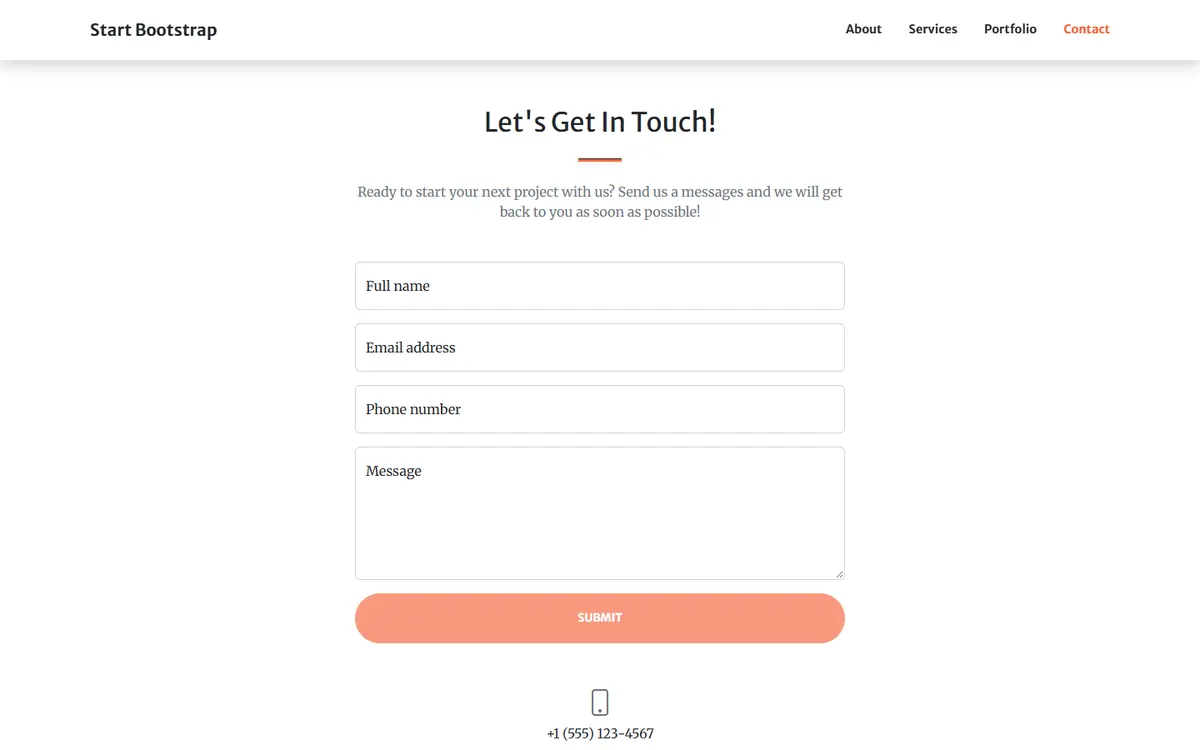 Start Bootstrap
About
Services
Portfolio
Contact
Let's Get In Touch!
Ready to start your next project with us? Send us a messages and we will get
back to you as soon as possible!
Full name
Email address
Phone number
Message
SUBMIT
+1 (555) 123-4567